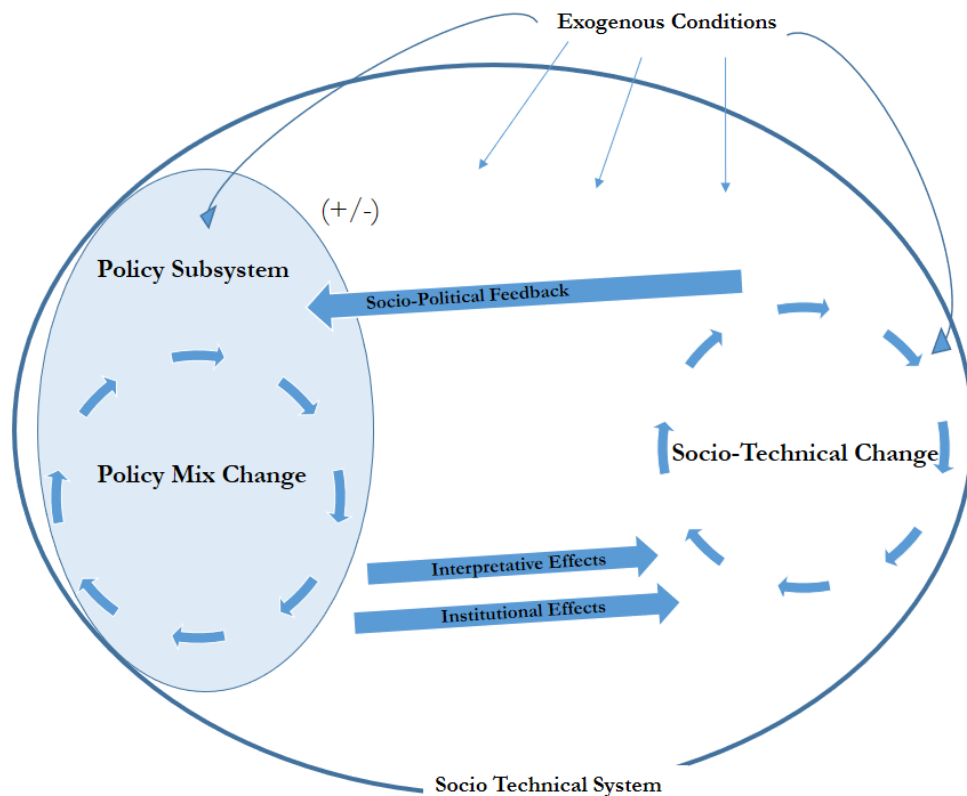 Exogenous Conditions
(+/-)
Policy Subsystem
Socio-Political Feedback
Policy Mix Change
Socio-Technical Change
Interpretative Effects
Institutional Effects
Socio Technical System